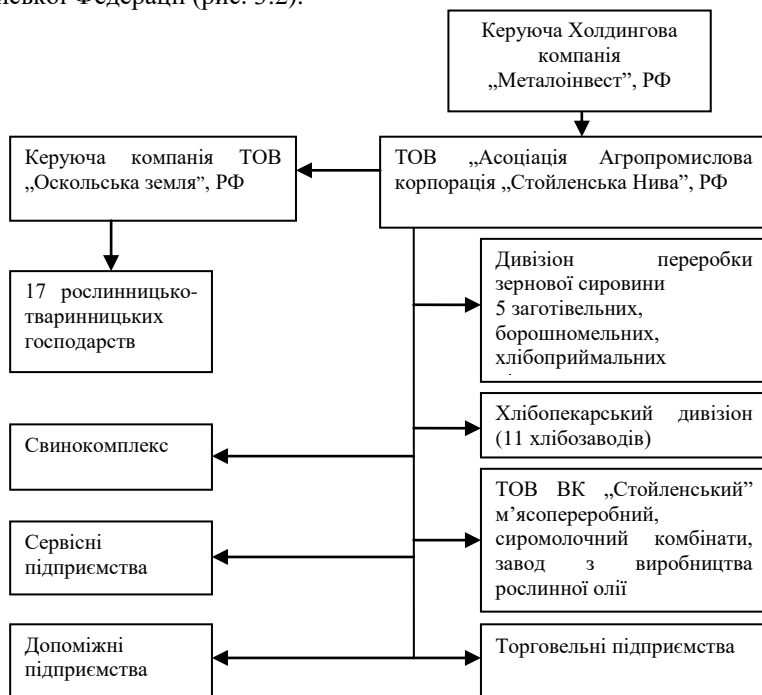 ської Федерації (рис. 3.2).
Керуюча Холдингова
компанія
„Металоінвест”, РФ
Керуюча компанія ТОВ
„Оскольська земля”, РФ
ТОВ „Асоціація Агропромислова
корпорація „Стойленська Нива”, РФ
17 рослинницько-
тваринницьких
господарств
Дивізіон переробки
зернової сировини
5 заготівельних,
борошномельних,
хлібоприймальних
Хлібопекарський дивізіон
(11 хлібозаводів)
Свинокомплекс
ТОВ ВК „Стойленський”
м’ясопереробний,
сиромолочний комбінати,
завод з виробництва
рослинної олії
Сервісні
підприємства
Допоміжні
підприємства
Торговельні підприємства